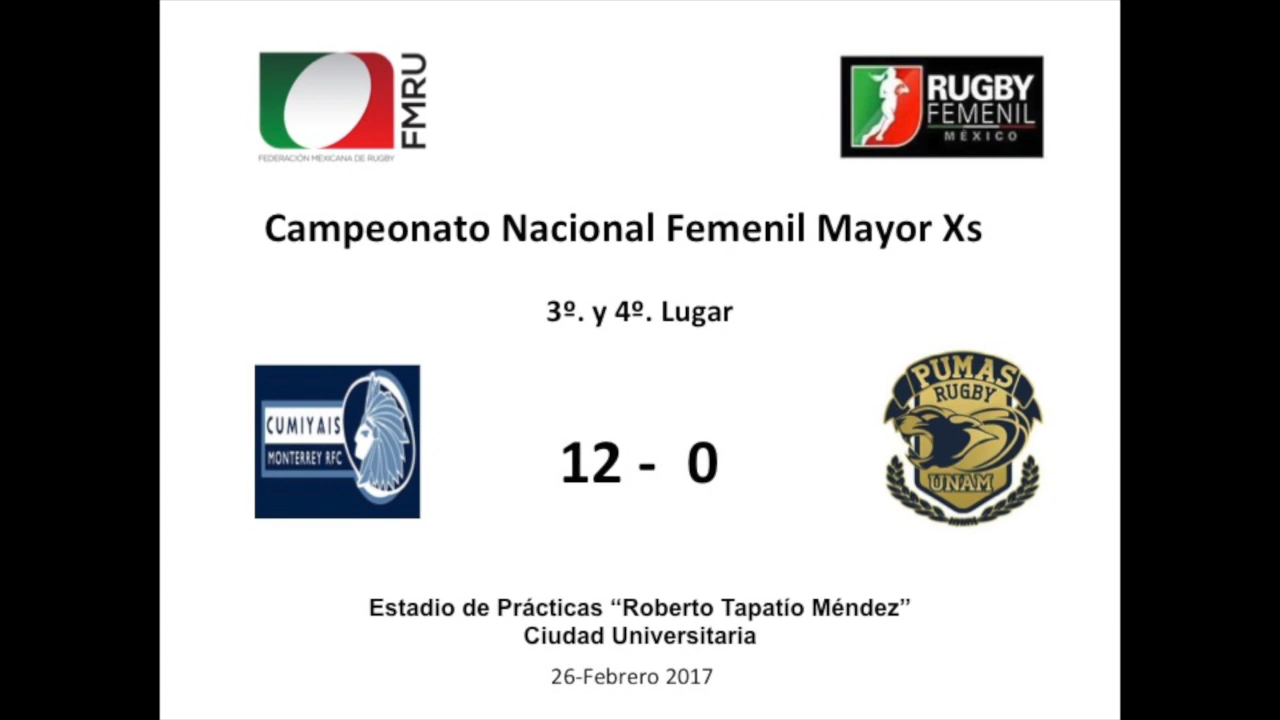 FMRU
FEDERACIÓN MEXICANA DE RUGBY
RUGBY
FEMENIL
MÉXICO
Campeonato Nacional Femenil Mayor Xs
3º. y 4º. Lugar
CUMIYAIS
MONTERREY RFC
12 - 0
PUMAS
RUGBY
UNAM
Estadio de Prácticas “Roberto Tapatío Méndez”
Ciudad Universitaria
26-Febrero 2017